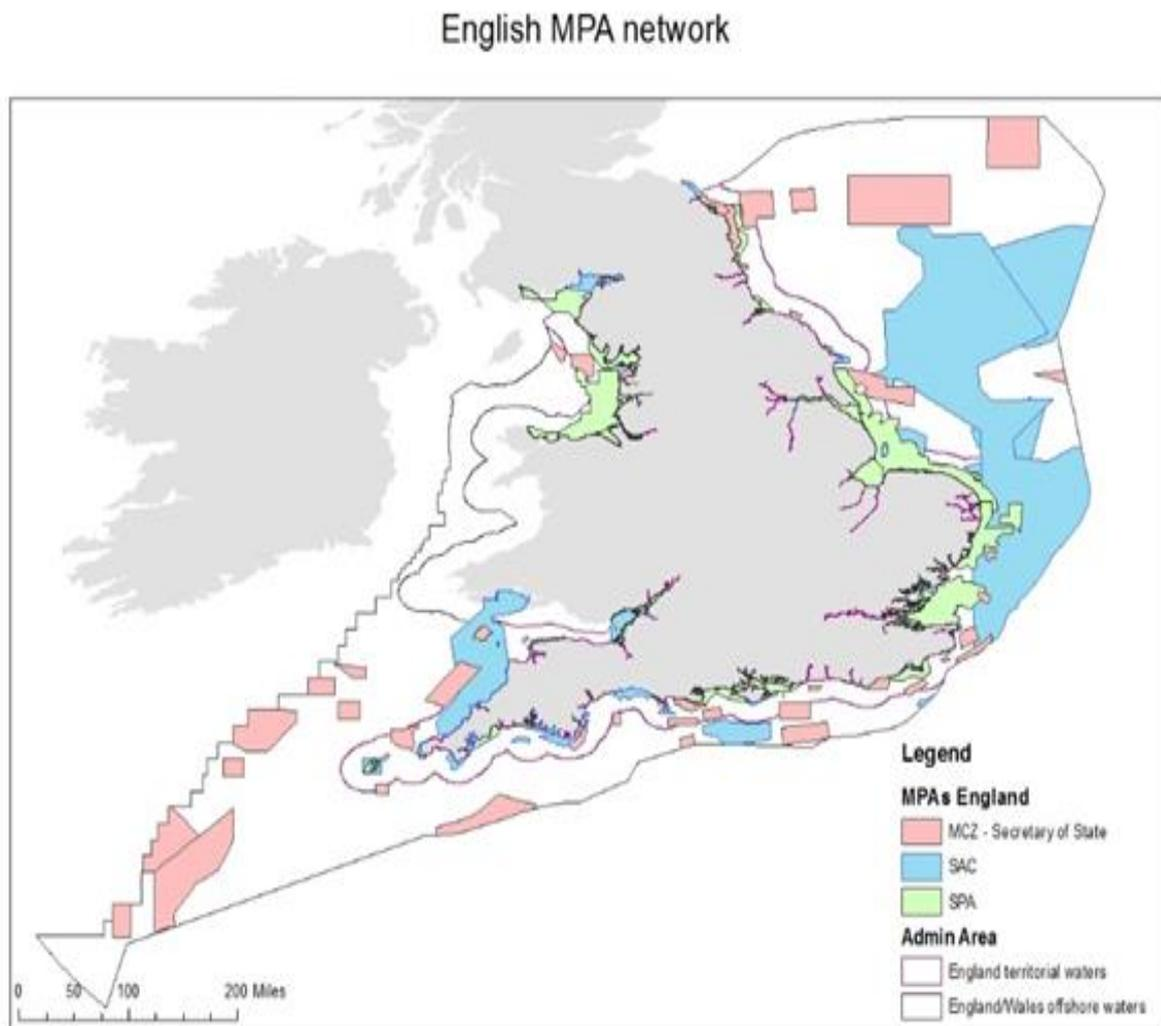 English MPA network
Legend
MPAs England
MCZ - Secretary of State
SAC
SPA
Admin Area
England territorial waters
England/Wales offshore waters
0 50 100 200 Miles